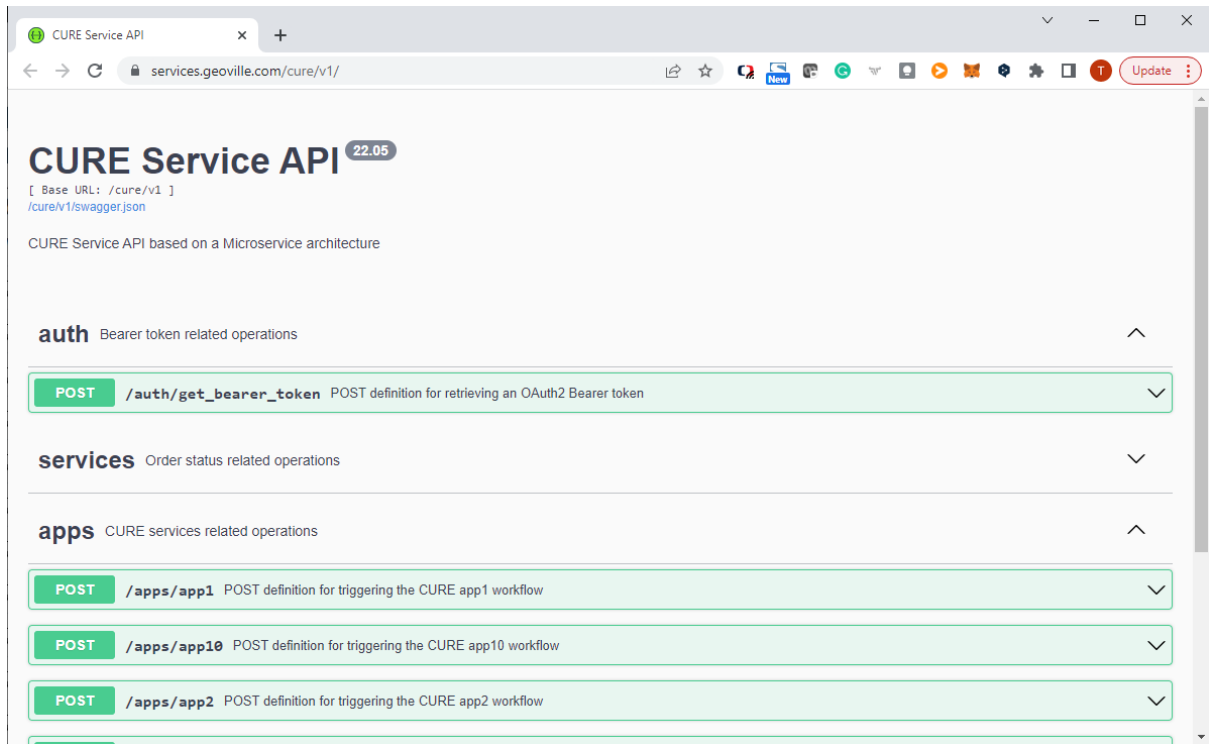 CURE Service API
services.geoville.com/cure/v1/
New
T
Update
CURE Service API 22.05
[ Base URL: /cure/v1 ]
/cure/v1/swagger.json
CURE Service API based on a Microservice architecture
auth Bearer token related operations
POST /auth/get_bearer_token POST definition for retrieving an OAuth2 Bearer token
services Order status related operations
apps CURE services related operations
POST /apps/app1 POST definition for triggering the CURE app1 workflow
POST /apps/app10 POST definition for triggering the CURE app10 workflow
POST /apps/app2 POST definition for triggering the CURE app2 workflow